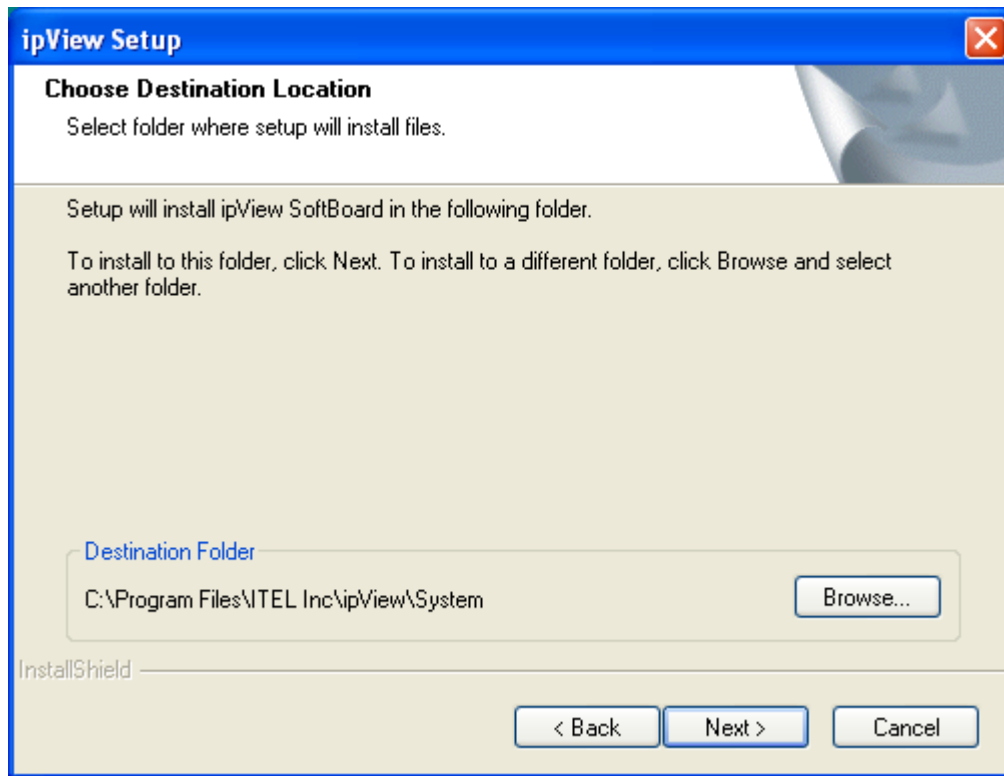 ipView Setup
Choose Destination Location
Select folder where setup will install files.
Setup will install ipView SoftBoard in the following folder.
To install to this folder, click Next. To install to a different folder, click Browse and select
another folder.
Destination Folder
C:\Program Files\ITEL Inc\ipView\System
Browse...
InstallShield
< Back
Next >
Cancel